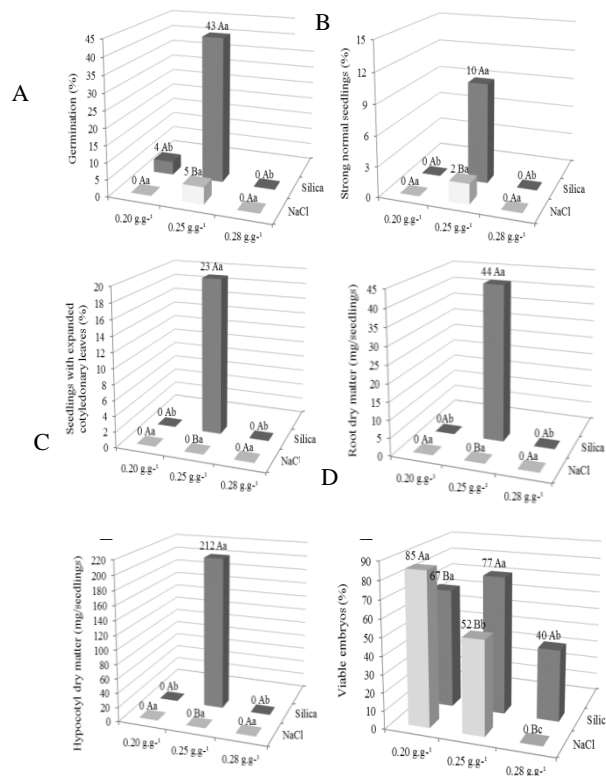 A
Germination (%)
45
40
35
30
25
20
15
10
5
0
43 Aa
4 Ab
5 Ba
0 Ab
0 Aa
0 Aa
0.20 g.g-¹
0.25 g.g-¹
0.28 g.g-¹
NaCl
Silica
B
Strong normal seedlings (%)
15
12
9
6
3
0
10 Aa
0 Ab
2 Ba
0 Ab
0 Aa
0 Aa
0.20 g.g-¹
0.25 g.g-¹
0.28 g.g-¹
NaCl
Silica
C
Seedlings with expanded
cotyledonary leaves (%)
20
18
16
14
12
10
8
6
4
2
0
23 Aa
0 Ab
0 Ab
0 Aa
0 Ba
0 Aa
0.20 g.g-¹
0.25 g.g-¹
0.28 g.g-¹
NaCl
Silica
D
Root dry matter (mg/seedlings)
45
40
35
30
25
20
15
10
5
0
44 Aa
0 Ab
0 Ab
0 Aa
0 Ba
0 Aa
0.20 g.g-¹
0.25 g.g-¹
0.28 g.g-¹
NaCl
Silica
Hypocotyl dry matter (mg/seedlings)
220
200
180
160
140
120
100
80
60
40
20
0
212 Aa
0 Ab
0 Ab
0 Aa
0 Ba
0 Aa
0.20 g.g-¹
0.25 g.g-¹
0.28 g.g-¹
NaCl
Silica
Viable embryos (%)
90
80
70
60
50
40
30
20
10
0
85 Aa
67 Ba
77 Aa
52 Bb
40 Ab
0 Bc
0.20 g.g-¹
0.25 g.g-¹
0.28 g.g-¹
NaCl
Silic